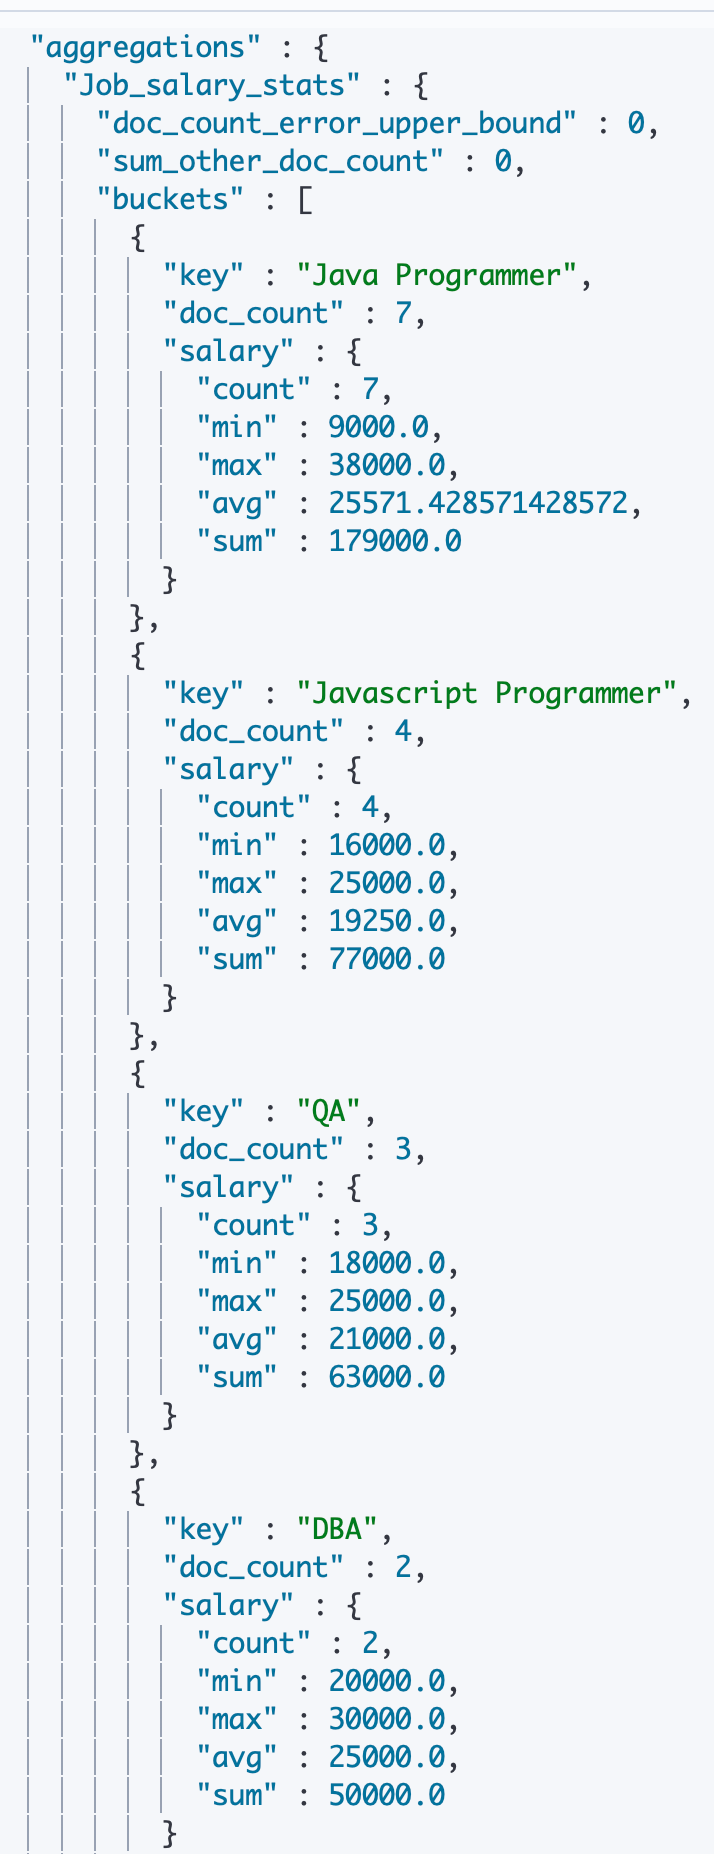 "aggregations" : {
"Job_salary_stats" : {
"doc_count_error_upper_bound" : 0,
"sum_other_doc_count" : 0,
"buckets" : [
{
"key" : "Java Programmer",
"doc_count" : 7,
"salary" : {
"count" : 7,
"min" : 9000.0,
"max" : 38000.0,
"avg" : 25571.428571428572,
"sum" : 179000.0
}
},
{
"key" : "Javascript Programmer",
"doc_count" : 4,
"salary" : {
"count" : 4,
"min" : 16000.0,
"max" : 25000.0,
"avg" : 19250.0,
"sum" : 77000.0
}
},
{
"key" : "QA",
"doc_count" : 3,
"salary" : {
"count" : 3,
"min" : 18000.0,
"max" : 25000.0,
"avg" : 21000.0,
"sum" : 63000.0
}
},
{
"key" : "DBA",
"doc_count" : 2,
"salary" : {
"count" : 2,
"min" : 20000.0,
"max" : 30000.0,
"avg" : 25000.0,
"sum" : 50000.0
}